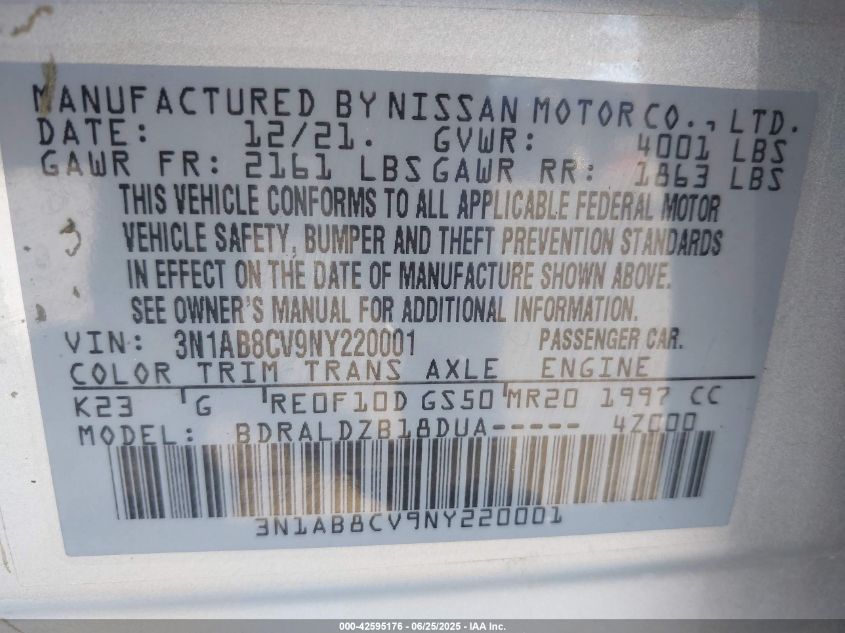 MANUFACTURED BY NISSAN MOTOR CO., LTD.
DATE: 12/21. GVWR: 4001 LBS
GAWR FR: 2161 LBS GAWR RR: 1863 LBS
THIS VEHICLE CONFORMS TO ALL APPLICABLE FEDERAL MOTOR
VEHICLE SAFETY, BUMPER AND THEFT PREVENTION STANDARDS
IN EFFECT ON THE DATE OF MANUFACTURE SHOWN ABOVE.
SEE OWNER'S MANUAL FOR ADDITIONAL INFORMATION.
VIN: 3N1AB8CV9NY220001 PASSENGER CAR.
COLOR TRIM TRANS AXLE ENGINE
K23 G RE0F10D GS50 MR20 1997 CC
MODEL: BDRALDZB18DUA----- 4Z000
3N1AB8CV9NY220001
000-42595176 - 06/25/2025 - IAA Inc.